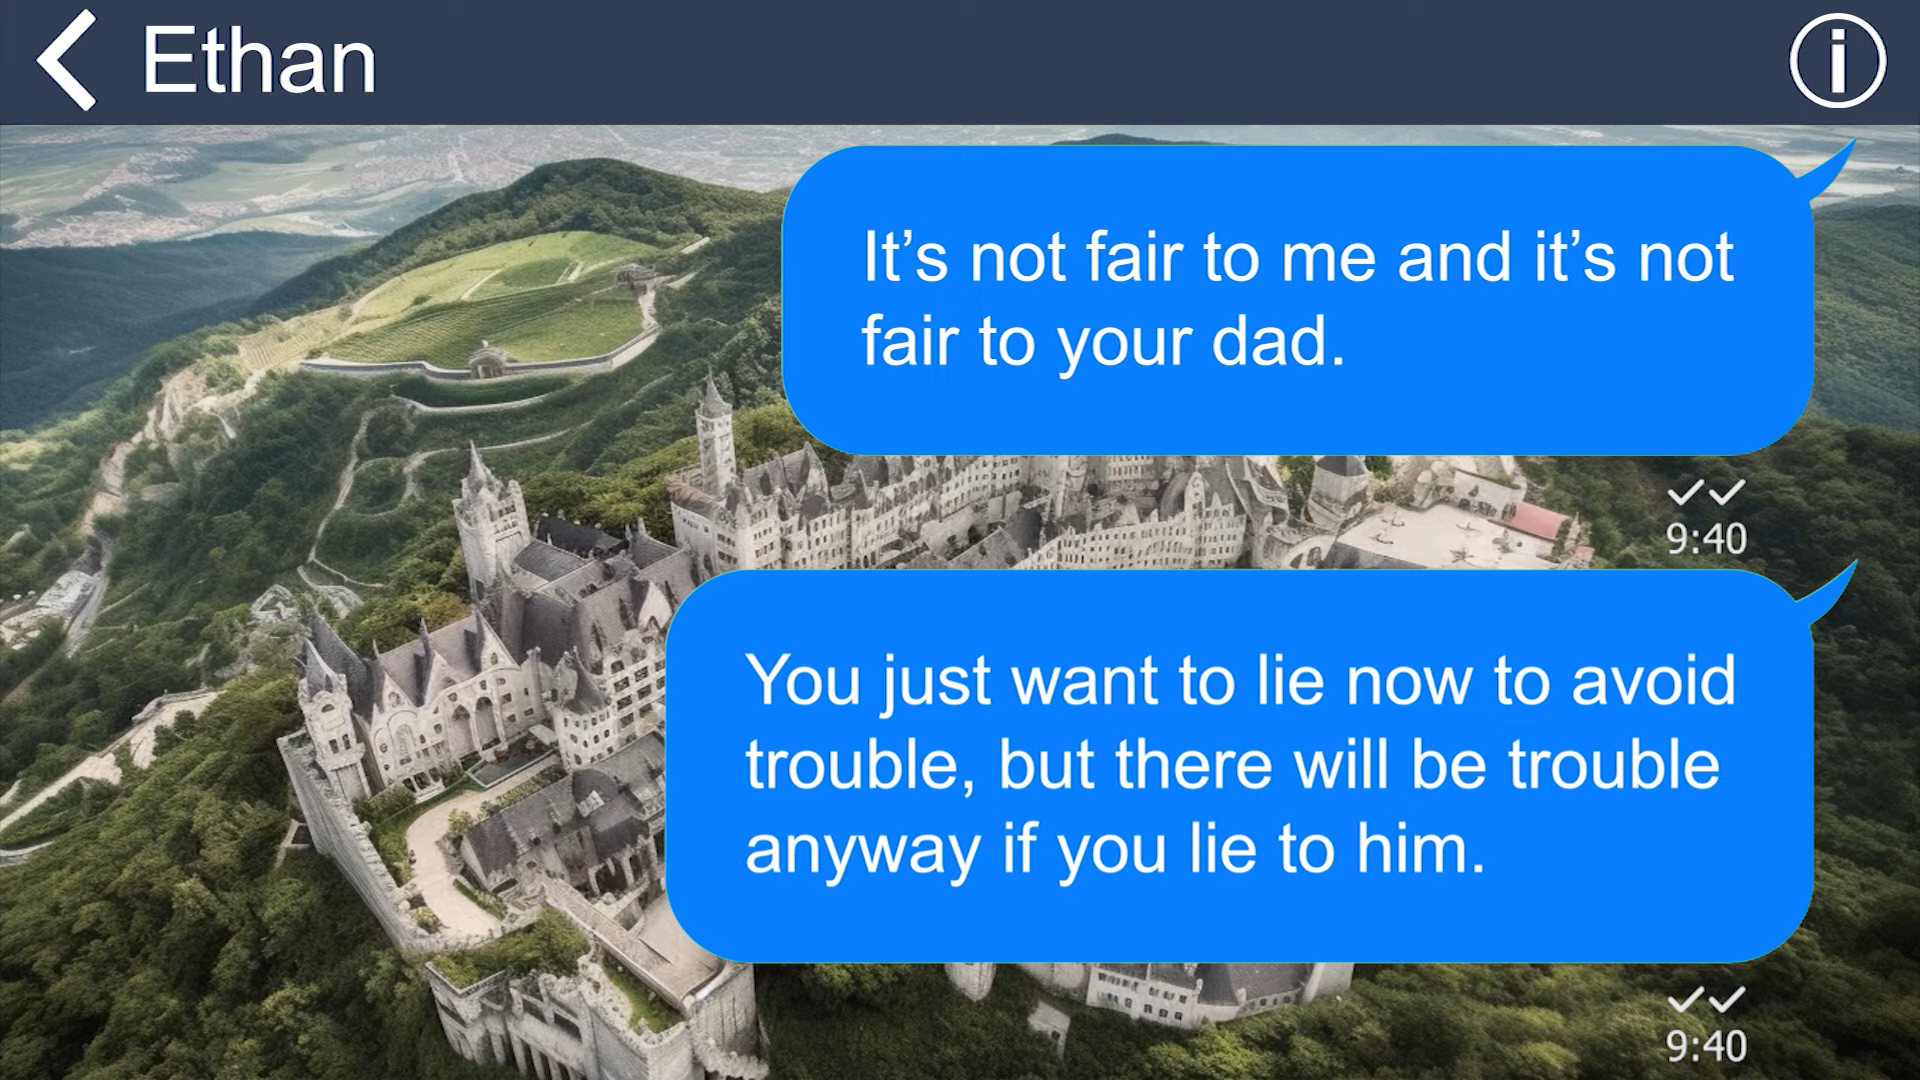 Ethan
It’s not fair to me and it’s not
fair to your dad.
9:40
You just want to lie now to avoid
trouble, but there will be trouble
anyway if you lie to him.
9:40